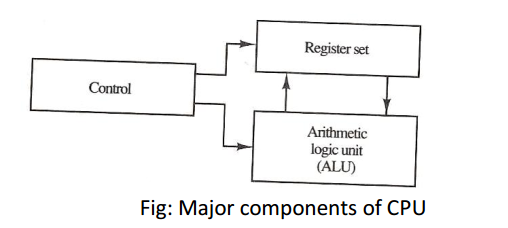 Register set
Control
Arithmetic
logic unit
(ALU)
Fig: Major components of CPU